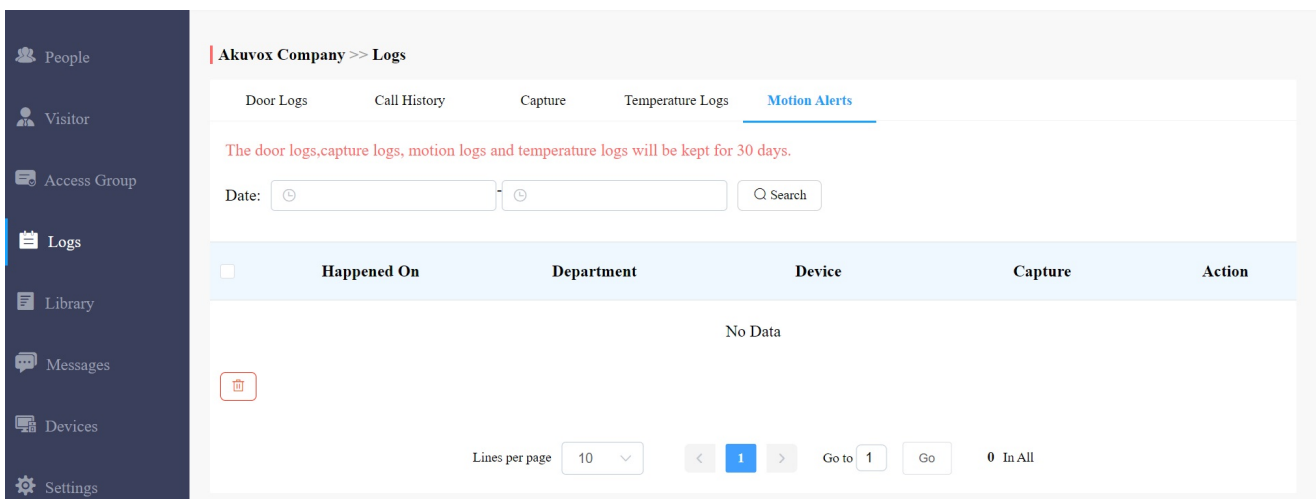 People
Visitor
Access Group
Logs
Library
Messages
Devices
Settings
Akuvox Company >> Logs
Door Logs Call History Capture Temperature Logs Motion Alerts
The door logs,capture logs, motion logs and temperature logs will be kept for 30 days.
Date: - Search
Happened On Department Device Capture Action
No Data
Lines per page 10 < 1 > Go to 1 Go 0 In All